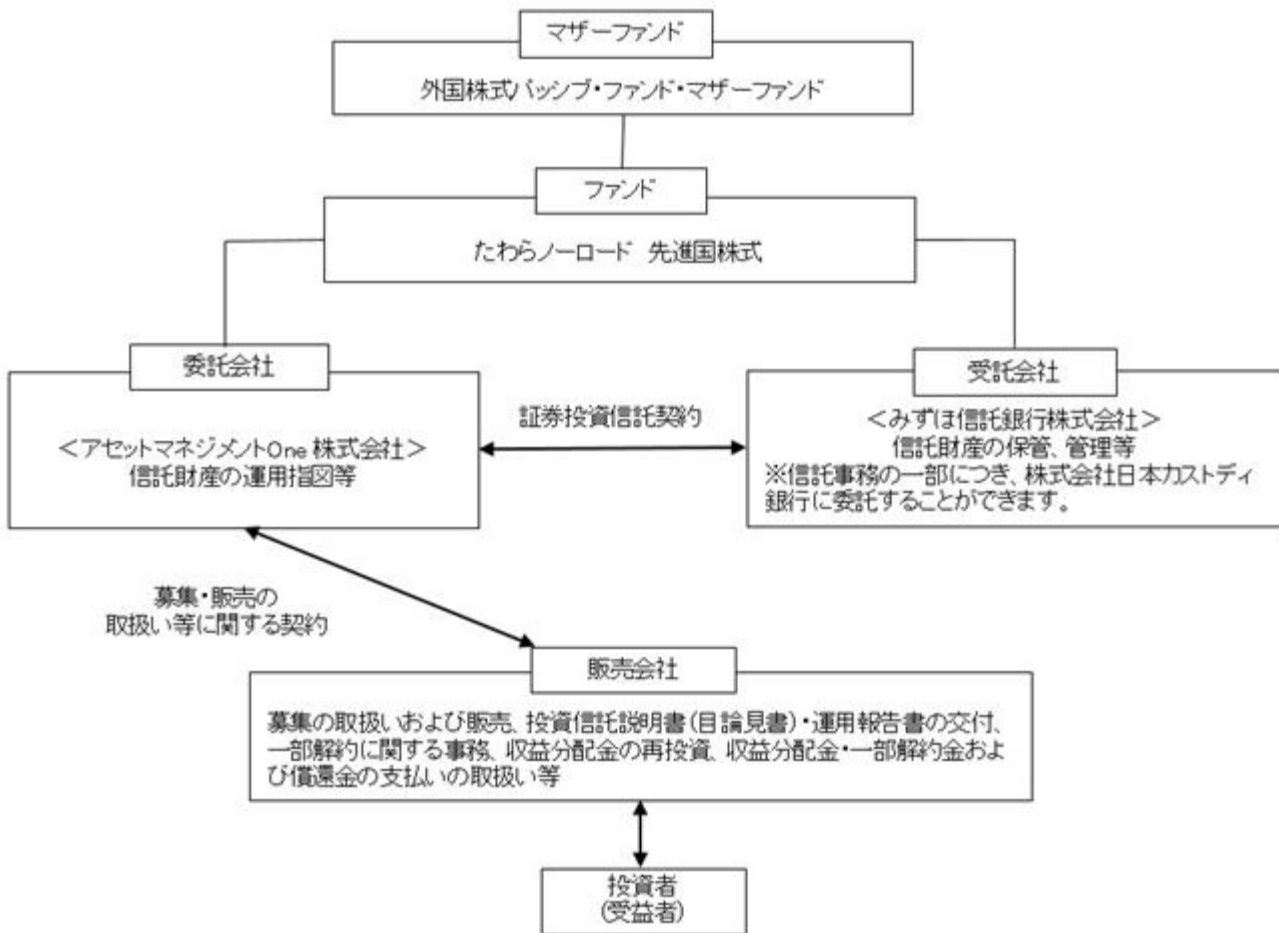 マザーファンド
外国株式パッシブ・ファンド・マザーファンド
ファンド
たわらノーロード 先進国株式
委託会社
<アセットマネジメントOne 株式会社>
信託財産の運用指図等
証券投資信託契約
受託会社
<みずほ信託銀行株式会社>
信託財産の保管、管理等
※信託事務の一部につき、株式会社日本カストディ
銀行に委託することができます。
募集・販売の
取扱い等に関する契約
販売会社
募集の取扱いおよび販売、投資信託説明書(目論見書)・運用報告書の交付、
一部解約に関する事務、収益分配金の再投資、収益分配金・一部解約金およ
び償還金の支払いの取扱い等
投資者
(受益者)